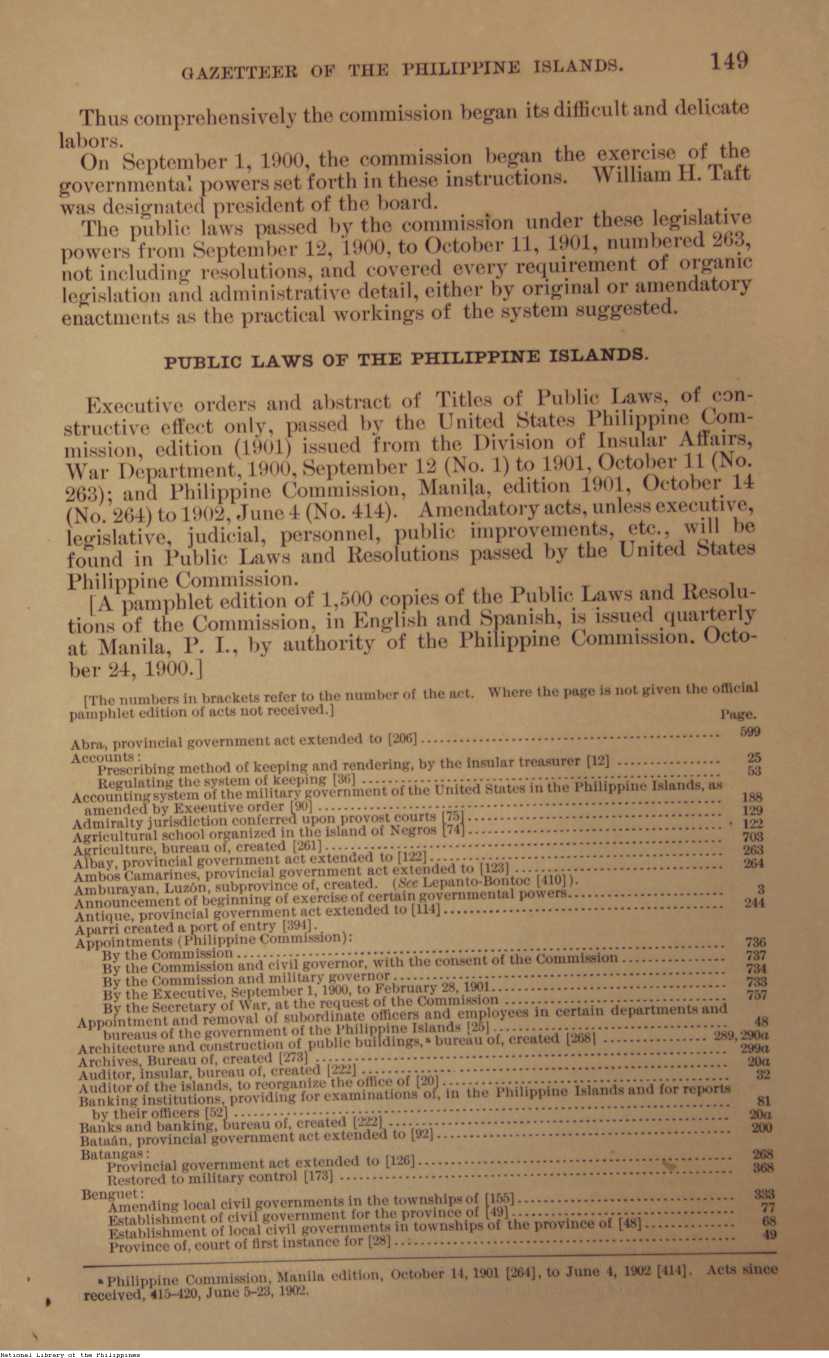 GAZETTEER OF THE PHILIPPINE ISLANDS. 149
Thus comprehensively the commission began its difficult and delicate
labors.
On September 1, 1900, the commission began the exercise of the
governmental powers set forth in these instructions. William H. Taft
was designated president of the board.
The public laws passed by the commission under these legislative
powers from September 12, 1900, to October 11, 1901, numbered 263,
not including resolutions, and covered every requirement of organic
legislation and administrative detail, either by original or amendatory
enactments as the practical workings of the system suggested.
PUBLIC LAWS OF THE PHILIPPINE ISLANDS.
Executive orders and abstract of Titles of Public Laws, of con-
structive effect only, passed by the United States Philippine Com-
mission, edition (1901) issued from the Division of Insular Affairs,
War Department, 1900, September 12 (No. 1) to 1901, October 11 (No.
263); and Philippine Commission, Manila, edition 1901, October 14
(No. 264) to 1902, June 4 (No. 414). Amendatory acts, unless executive,
legislative, judicial, personnel, public improvements, etc., will be
found in Public Laws and Resolutions passed by the United States
Philippine Commission.
[A pamphlet edition of 1,500 copies of the Public Laws and Resolu-
tions of the Commission, in English and Spanish, is issued quarterly
at Manila, P. I., by authority of the Philippine Commission. Octo-
ber 24, 1900.]
[The numbers in brackets refer to the number of the act. Where the page is not given the official
pamphlet edition of acts not received.]
Page.
Abra, provincial government act extended to [206] 599
Accounts:
Prescribing method of keeping and rendering, by the insular treasurer [12] 25
Regulating the system of keeping [36] 53
Accounting system of the military government of the United States in the Philippine Islands, as
amended by Executive order [90] 188
Admiralty jurisdiction conferred upon provost courts [75] 129
Agricultural school organized in the island of Negros [74] 122
Agriculture, bureau of, created [261] 703
Albay, provincial government act extended to [122] 263
Ambos Camarines, provincial government act extended to [123] 264
Amburayan, Luzón, subprovince of, created. (See Lepanto-Bontoc [410]).
Announcement of beginning of exercise of certain governmental powers 3
Antique, provincial government act extended to [114] 244
Aparri created a port of entry [394].
Appointments (Philippine Commission):
By the Commission 736
By the Commission and civil governor, with the consent of the Commission 737
By the Commission and military governor 734
By the Executive, September 1, 1900, to February 28, 1901 733
By the Secretary of War, at the request of the Commission 757
Appointment and removal of subordinate officers and employees in certain departments and
bureaus of the government of the Philippine Islands [25] 48
Architecture and construction of public buildings,ᵃ bureau of, created [268] 289, 290a
Archives, Bureau of, created [273] 299a
Auditor, insular, bureau of, created [222] 20a
Auditor of the islands, to reorganize the office of [20] 32
Banking institutions, providing for examinations of, in the Philippine Islands and for reports
by their officers [52] 81
Banks and banking, bureau of, created [222] 20a
Bataán, provincial government act extended to [92] 200
Batangas:
Provincial government act extended to [126] 268
Restored to military control [173] 368
Benguet:
Amending local civil governments in the townships of [155] 333
Establishment of civil government for the province of [49] 77
Establishment of local civil governments in townships of the province of [48] 68
Province of, court of first instance for [28] 49
ᵃ Philippine Commission, Manila edition, October 14, 1901 [264], to June 4, 1902 [414]. Acts since
received, 415–420, June 5–23, 1902.
National Library of the Philippines